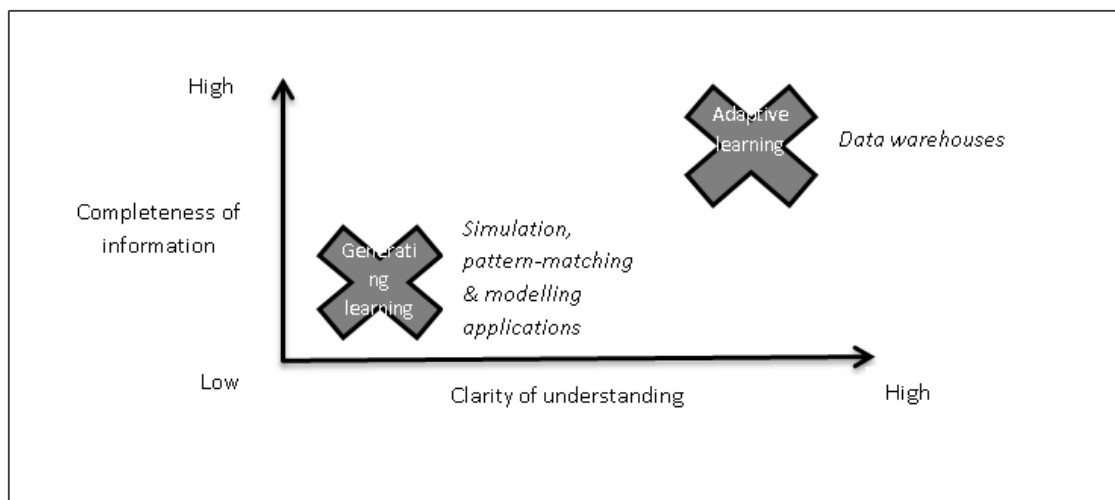 High
Adaptive
learning
Data warehouses
Completeness of
information
Generati
ng
learning
Simulation,
pattern-matching
& modelling
applications
Low
Clarity of understanding
High